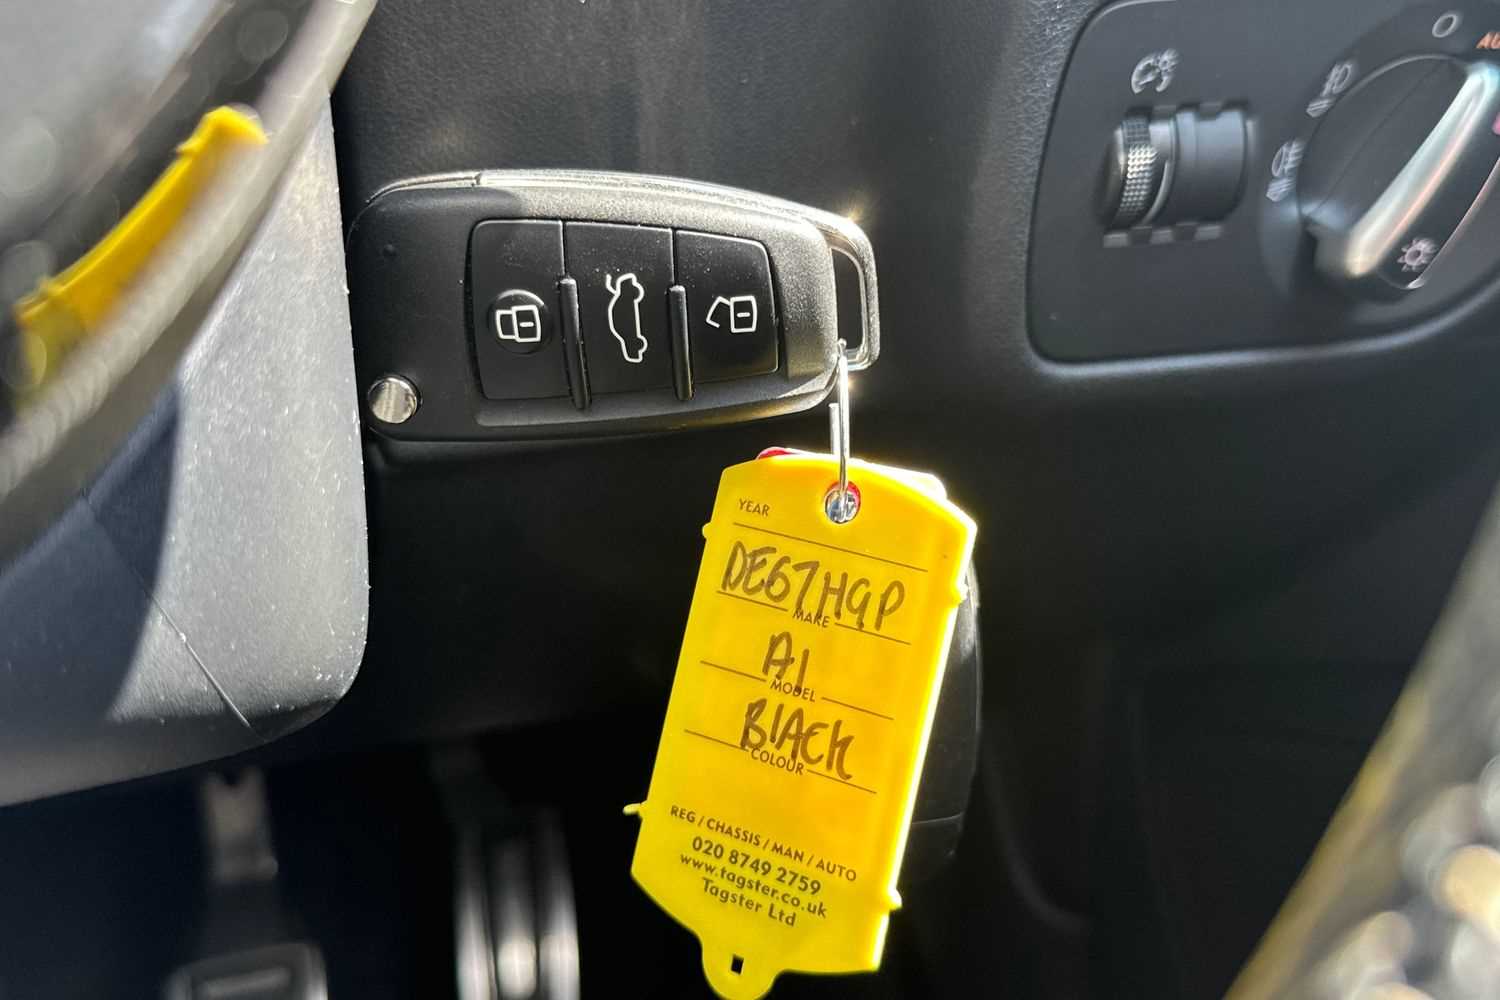 AU
YEAR
DE67HGP
MAKE
A1
MODEL
BlACK
COLOUR
REG / CHASSIS / MAN / AUTO
020 8749 2759
www.tagster.co.uk
Tagster Ltd